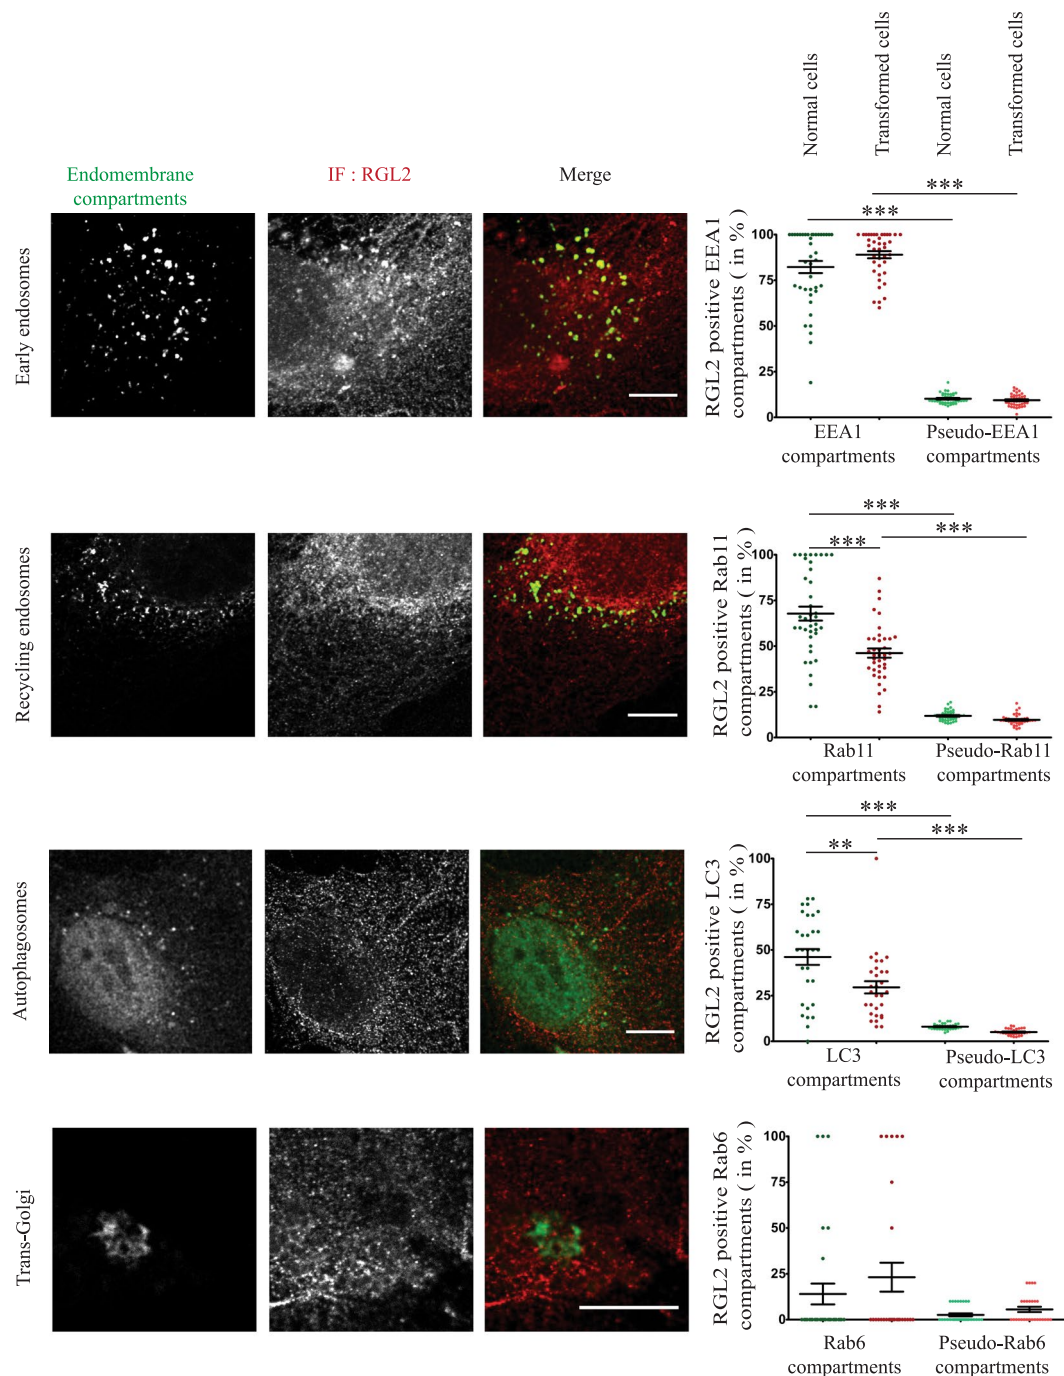 Normal cells
Transformed cells
Normal cells
Transformed cells
Endomembrane
compartments
IF : RGL2
Merge
Early endosomes
RGL2 positive EEA1
compartments ( in % )
***
***
100
75
50
25
0
EEA1
compartments
Pseudo-EEA1
compartments
Recycling endosomes
RGL2 positive Rab11
compartments ( in % )
***
***
***
100
75
50
25
0
Rab11
compartments
Pseudo-Rab11
compartments
Autophagosomes
RGL2 positive LC3
compartments ( in % )
***
***
**
100
75
50
25
0
LC3
compartments
Pseudo-LC3
compartments
Trans-Golgi
RGL2 positive Rab6
compartments ( in % )
100
75
50
25
0
Rab6
compartments
Pseudo-Rab6
compartments